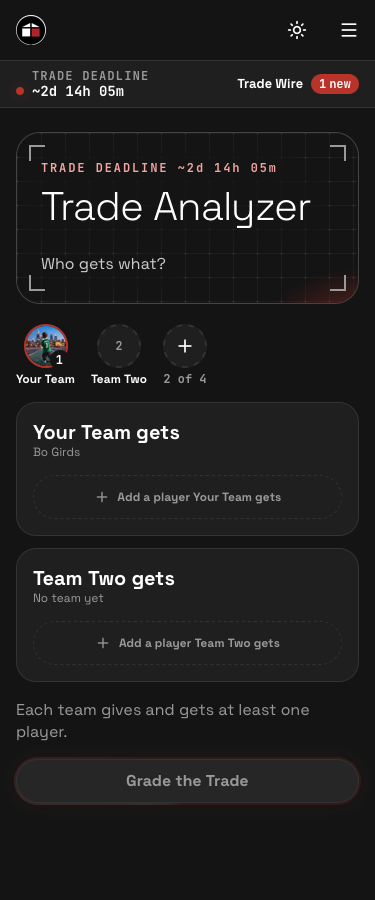 TRADE DEADLINE
~2d 14h 05m
Trade Wire
1 new
TRADE DEADLINE ~2d 14h 05m
Trade Analyzer
Who gets what?
1
2
Your Team
Team Two
2 of 4
Your Team gets
Bo Girds
Add a player Your Team gets
Team Two gets
No team yet
Add a player Team Two gets
Each team gives and gets at least one
player.
Grade the Trade